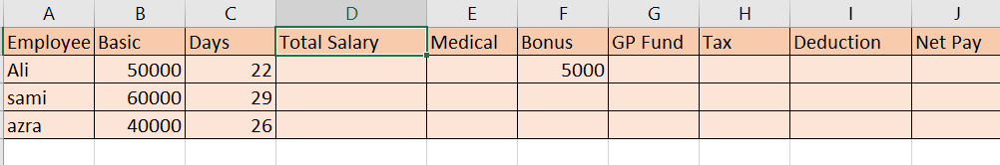 A B C D E F G H I J
Employee Basic Days Total Salary Medical Bonus GP Fund Tax Deduction Net Pay
Ali 50000 22 5000
sami 60000 29
azra 40000 26